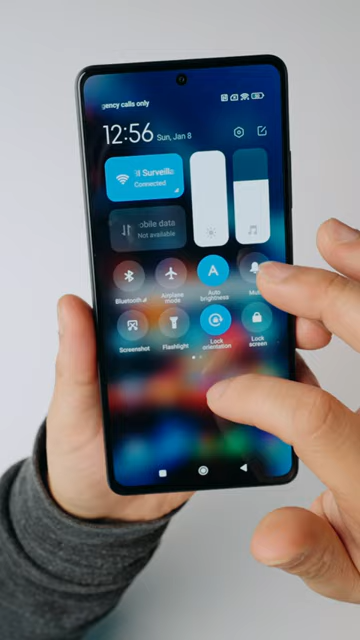 gency calls only
12:56 Sun, Jan 8
Surveilla
Connected
obile data
Not available
Bluetooth
Airplane
mode
Auto
brightness
Mu
Screenshot
Flashlight
Lock
orientation
Lock
screen